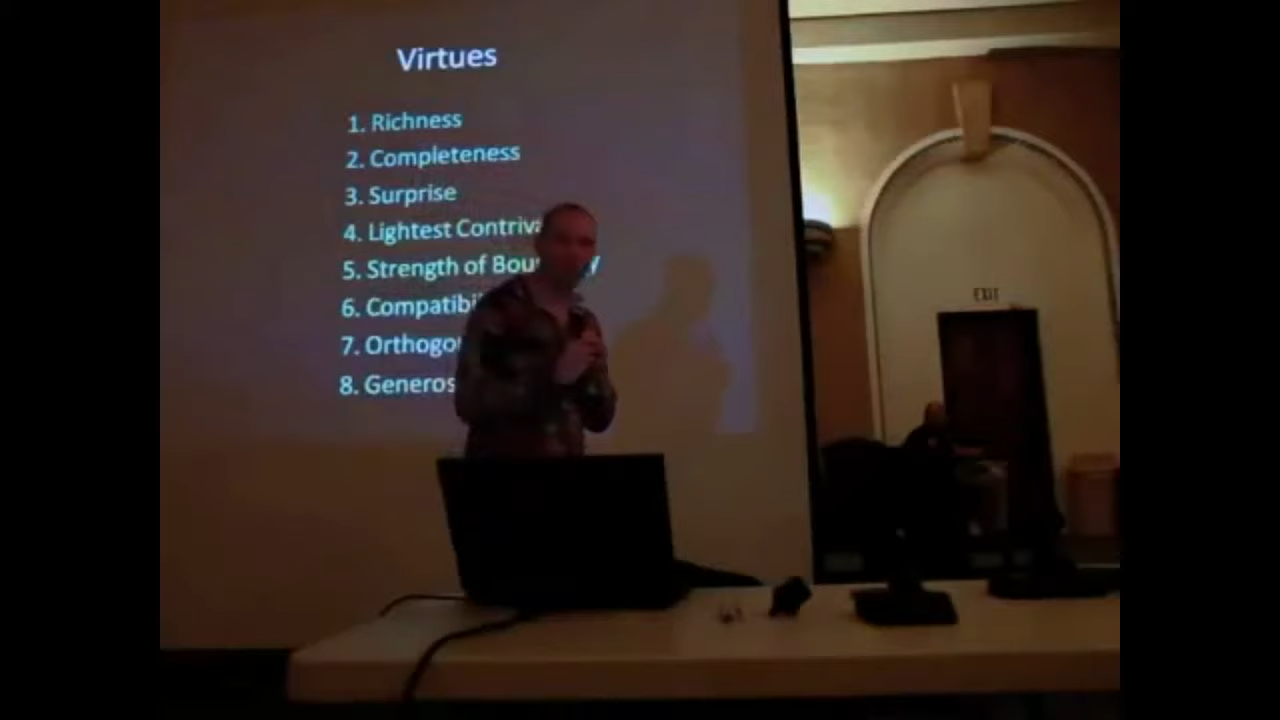 Virtues
1. Richness
2. Completeness
3. Surprise
4. Lightest Contriva
5. Strength of Bou y
6. Compatibi
7. Orthogo
8. Generos
EXIT